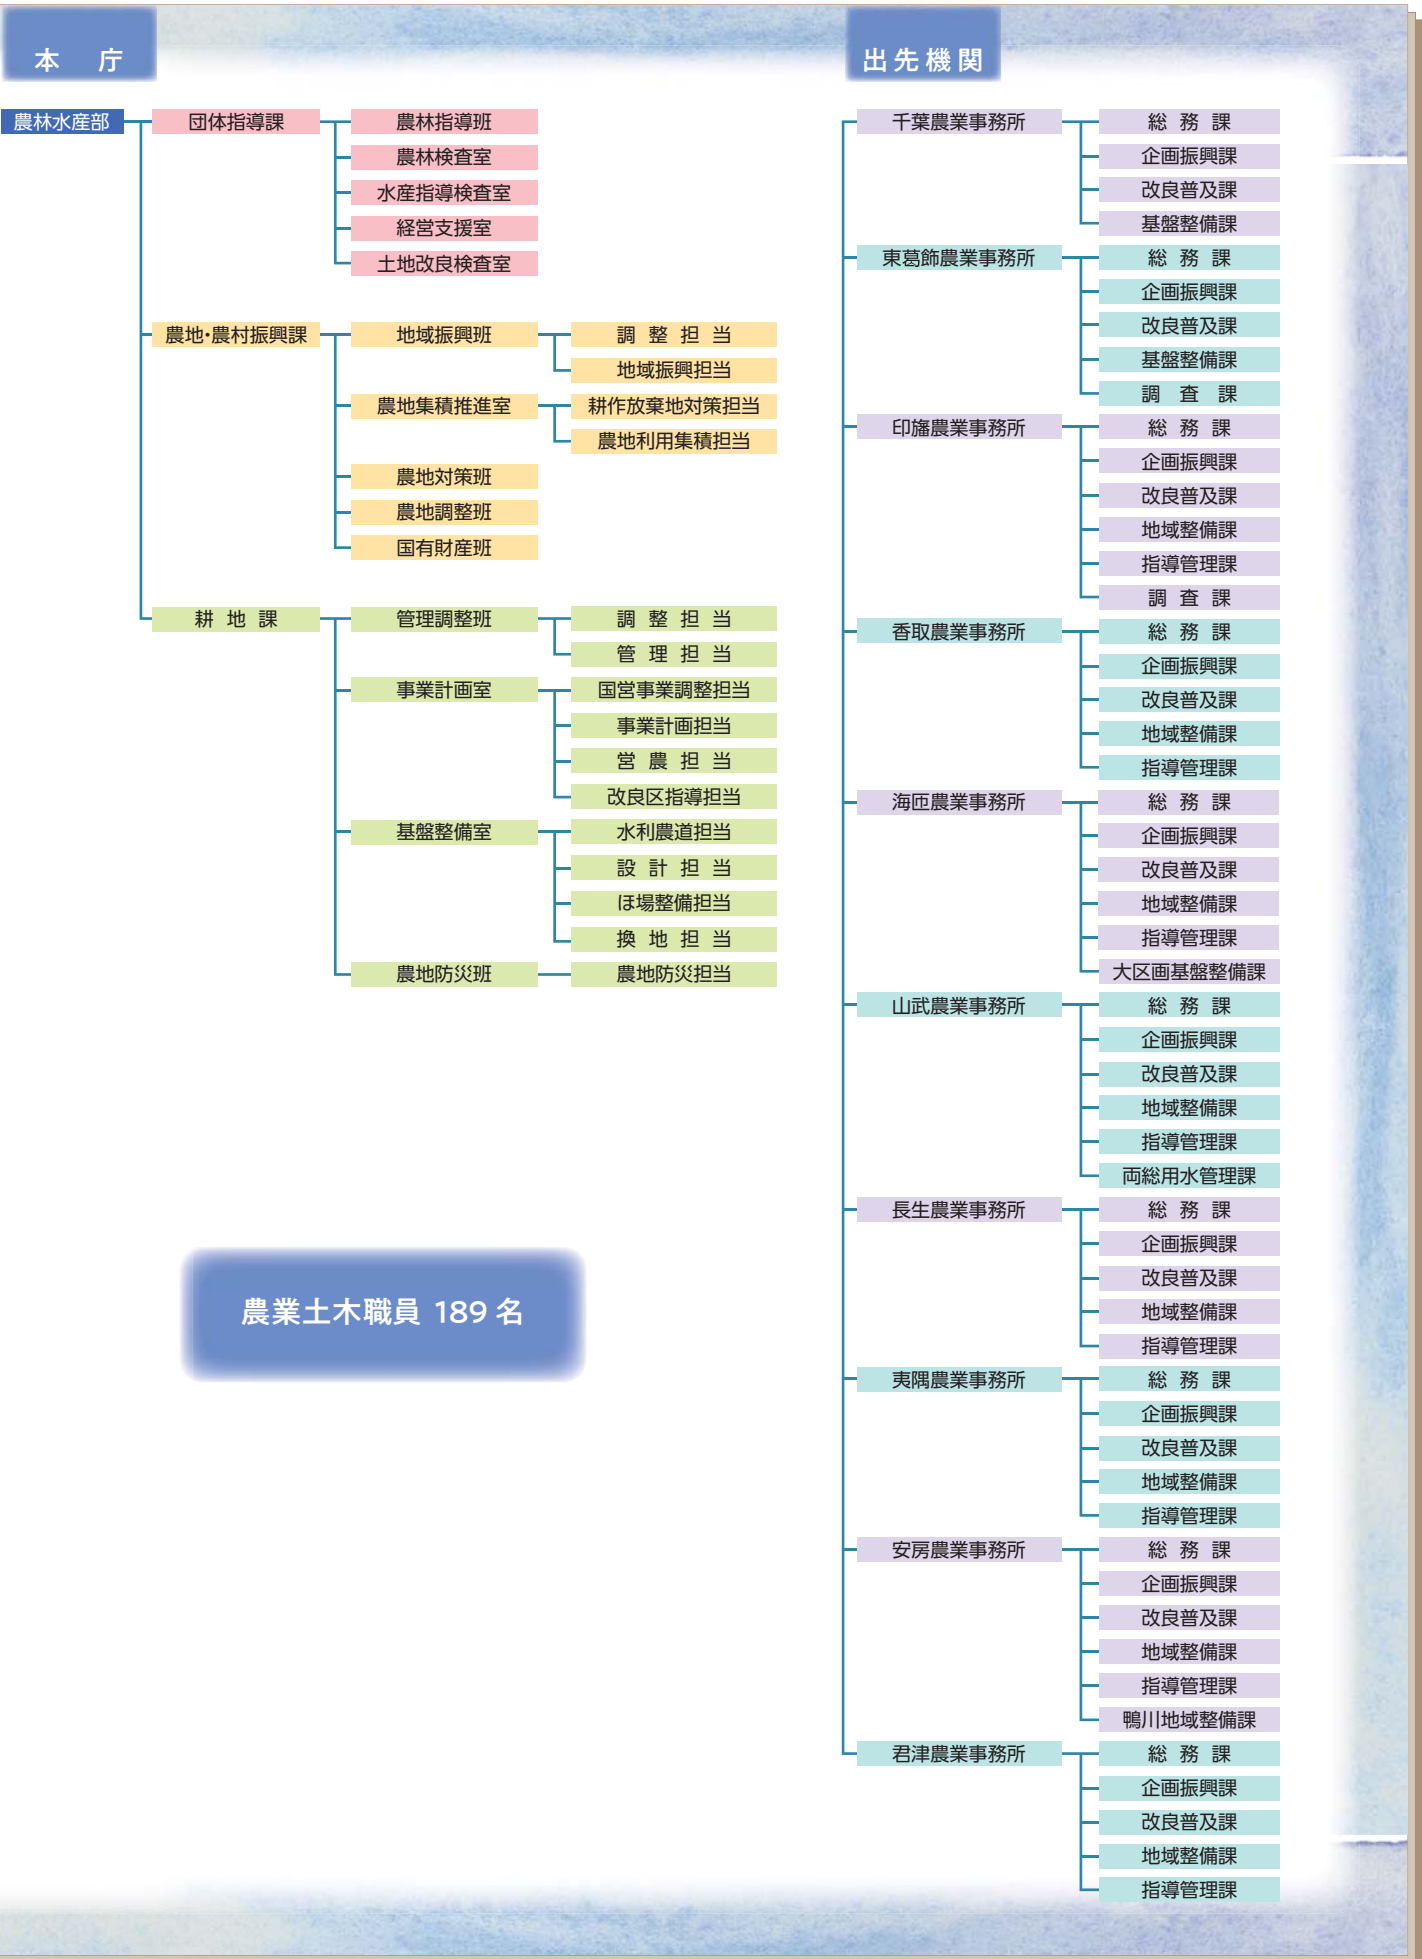 本 庁
農林水産部
団体指導課
農林指導班
農林検査室
水産指導検査室
経営支援室
土地改良検査室
農地・農村振興課
地域振興班
調整担当
地域振興担当
農地集積推進室
耕作放棄地対策担当
農地利用集積担当
農地対策班
農地調整班
国有財産班
耕地課
管理調整班
調整担当
管理担当
事業計画室
国営事業調整担当
事業計画担当
営農担当
改良区指導担当
基盤整備室
水利農道担当
設計担当
ほ場整備担当
換地担当
農地防災班
農地防災担当
農業土木職員 189名
出先機関
千葉農業事務所
総務課
企画振興課
改良普及課
基盤整備課
東葛飾農業事務所
総務課
企画振興課
改良普及課
基盤整備課
調査課
印旛農業事務所
総務課
企画振興課
改良普及課
地域整備課
指導管理課
調査課
香取農業事務所
総務課
企画振興課
改良普及課
地域整備課
指導管理課
海匝農業事務所
総務課
企画振興課
改良普及課
地域整備課
指導管理課
大区画基盤整備課
山武農業事務所
総務課
企画振興課
改良普及課
地域整備課
指導管理課
両総用水管理課
長生農業事務所
総務課
企画振興課
改良普及課
地域整備課
指導管理課
夷隅農業事務所
総務課
企画振興課
改良普及課
地域整備課
指導管理課
安房農業事務所
総務課
企画振興課
改良普及課
地域整備課
指導管理課
鴨川地域整備課
君津農業事務所
総務課
企画振興課
改良普及課
地域整備課
指導管理課